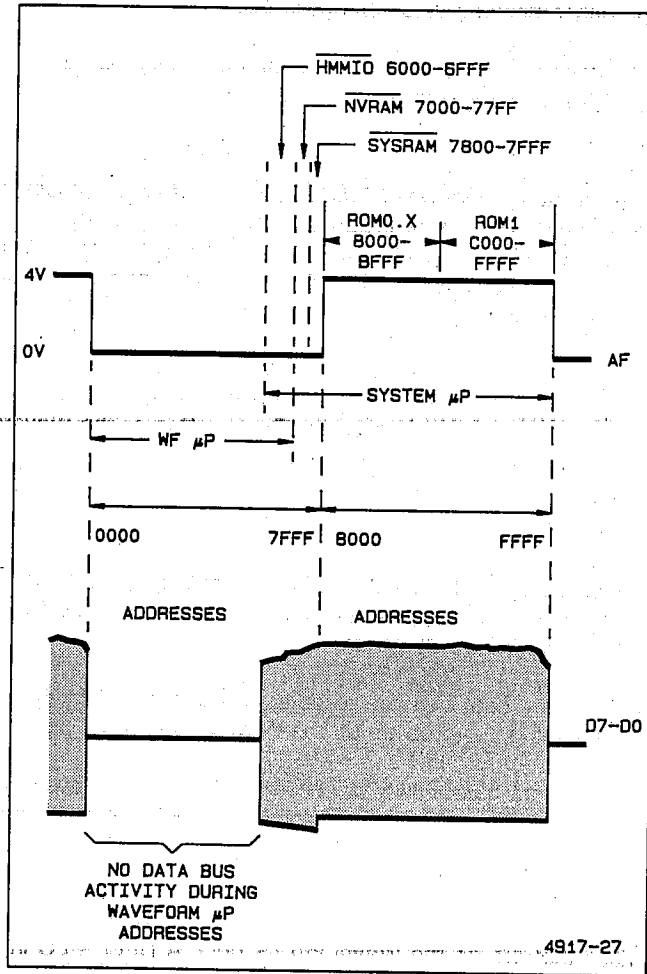 HMMIO 6000-6FFF
NVRAM 7000-77FF
SYSRAM 7800-7FFF
ROM0.X
8000-
BFFF
ROM1
C000-
FFFF
4V
0V
AF
SYSTEM µP
WF µP
0000
7FFF
8000
FFFF
ADDRESSES
ADDRESSES
D7-D0
NO DATA BUS
ACTIVITY DURING
WAVEFORM µP
ADDRESSES
4917-27